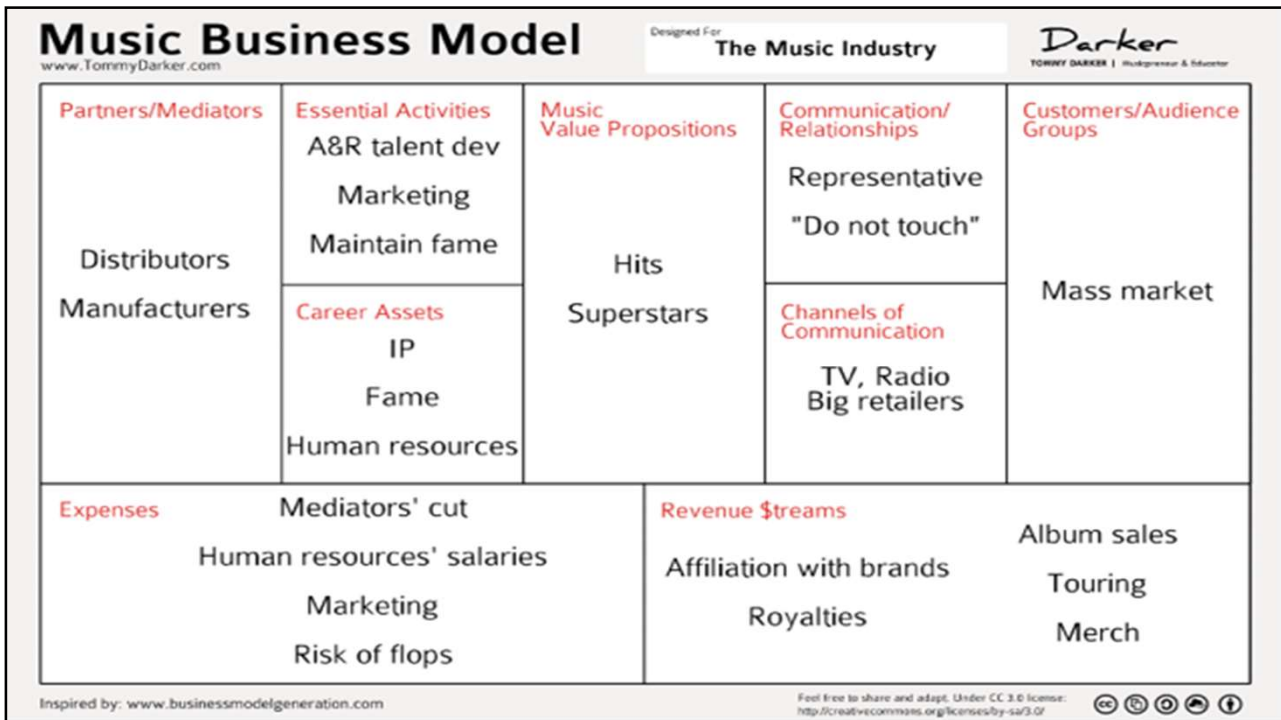 Music Business Model
www.TommyDarker.com
Designed For
The Music Industry
Darker
TOMMY DARKER | Musicpreneur & Educator
Partners/Mediators
Distributors
Manufacturers
Essential Activities
A&R talent dev
Marketing
Maintain fame
Career Assets
IP
Fame
Human resources
Music
Value Propositions
Hits
Superstars
Communication/
Relationships
Representative
"Do not touch"
Channels of
Communication
TV, Radio
Big retailers
Customers/Audience
Groups
Mass market
Expenses
Mediators' cut
Human resources' salaries
Marketing
Risk of flops
Revenue $treams
Affiliation with brands
Royalties
Album sales
Touring
Merch
Inspired by: www.businessmodelgeneration.com
Feel free to share and adapt. Under CC 3.0 license:
http://creativecommons.org/licenses/by-sa/3.0/